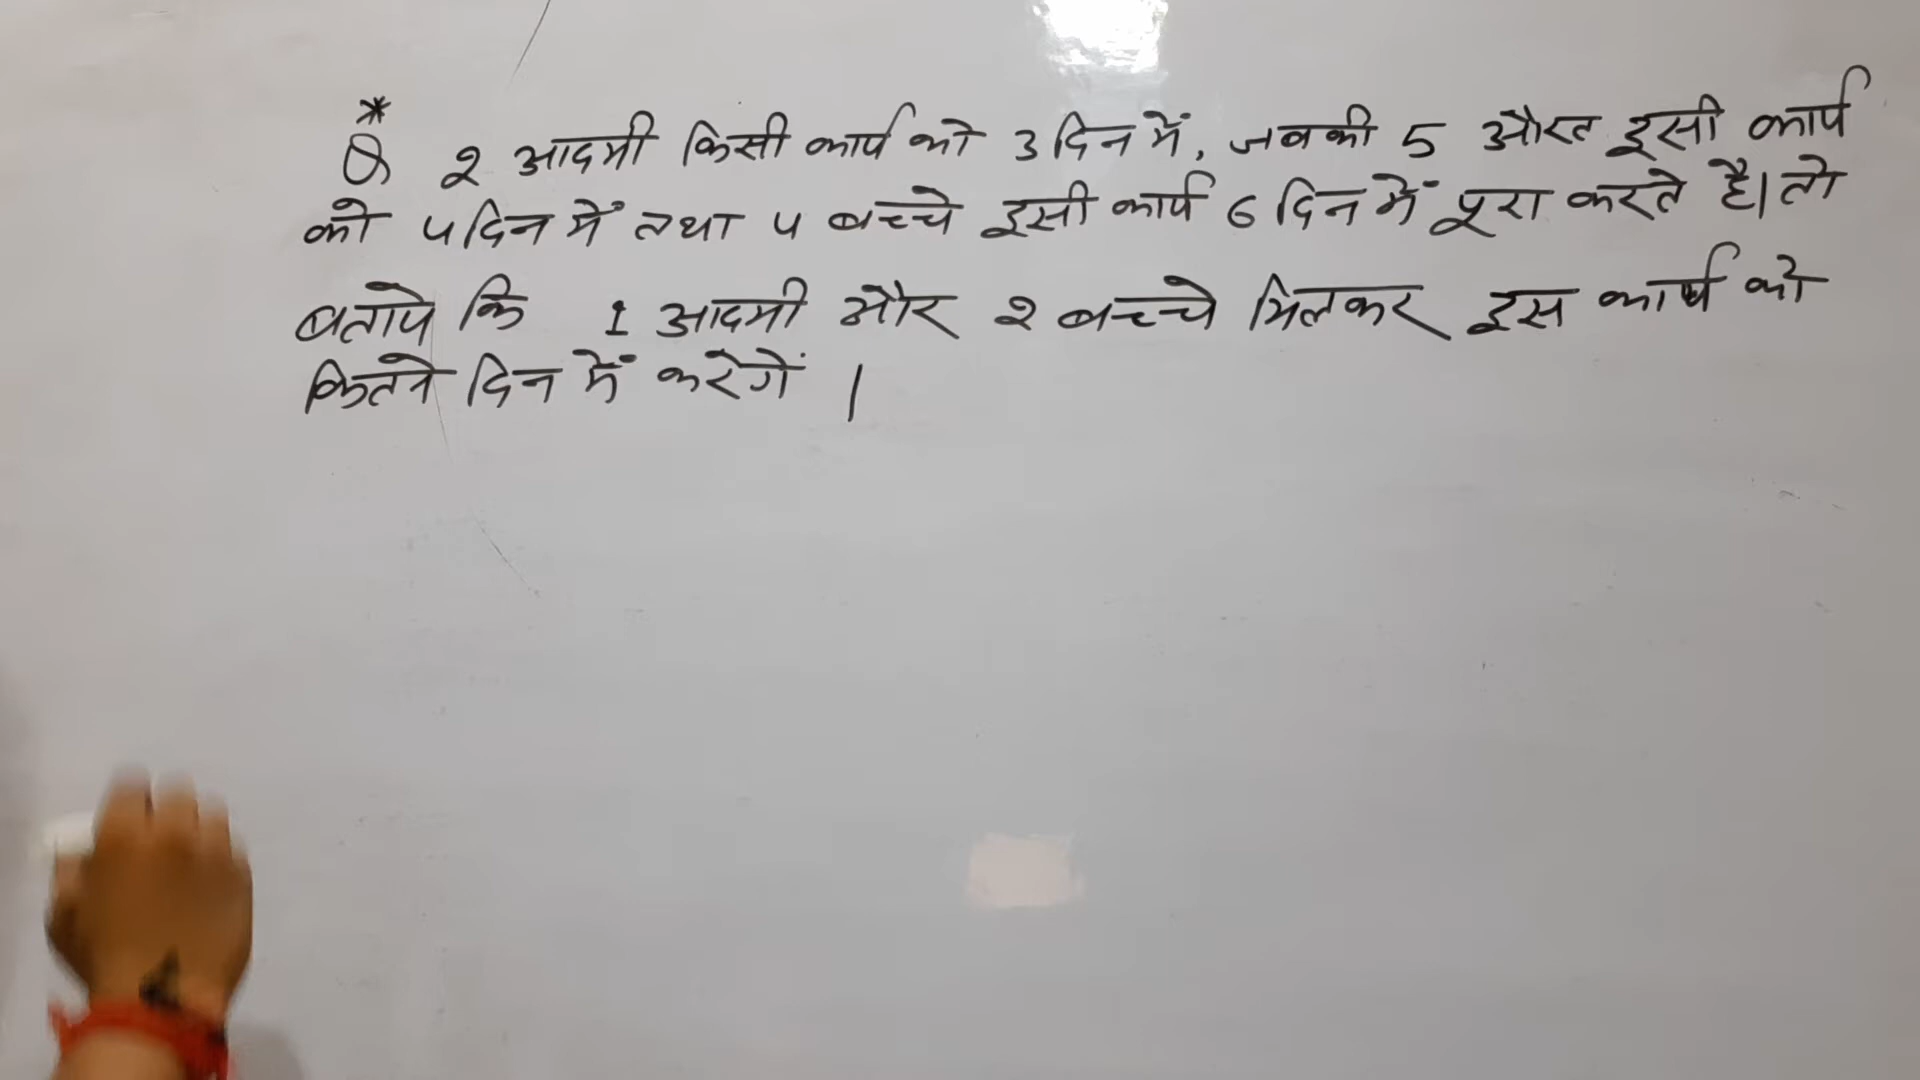 * Q 2 आदमी किसी कार्य को 3 दिन में, जबकी 5 औरत इसी कार्य
को 4 दिन में तथा 4 बच्चे इसी कार्य 6 दिन में पूरा करते है। तो
बताये कि 1 आदमी और 2 बच्चे मिलकर इस कार्य को
कितने दिन में करेगें ।